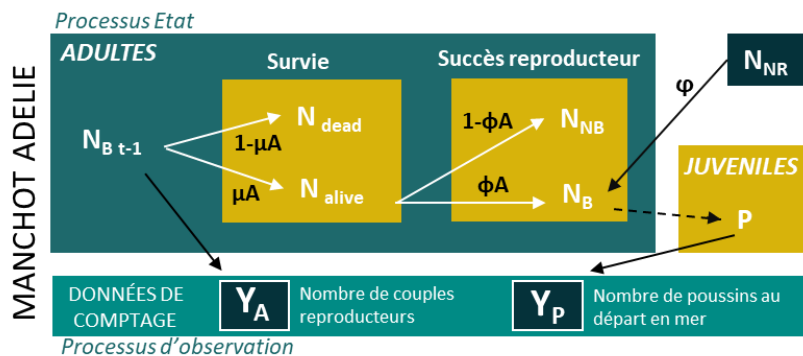 Processus Etat
MANCHOT ADELIE
ADULTES
Survie
Succès reproducteur
N NR
φ
N dead
1-ϕA
N NB
N B t-1
1-µA
JUVENILES
µA
N alive
ϕA
N B
P
DONNÉES DE
COMPTAGE
Y A
Nombre de couples
reproducteurs
Y P
Nombre de poussins au
départ en mer
Processus d'observation